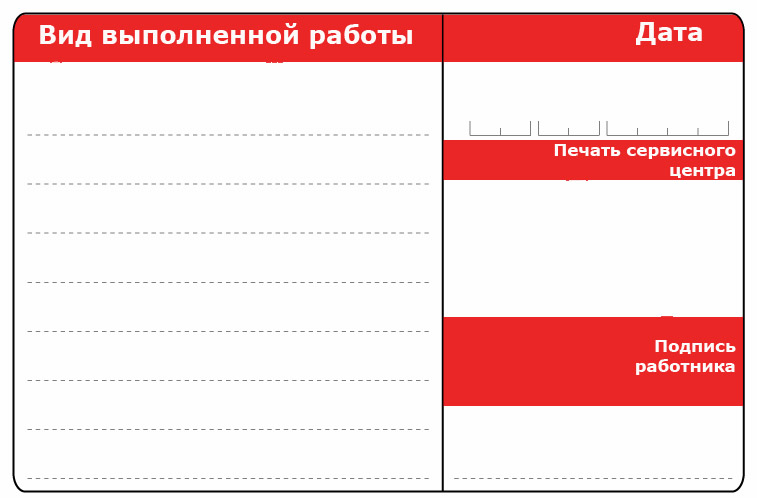 Вид выполненной работы
Дата
Печать сервисного
центра
Подпись
работника